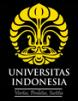 UNIVERSITAS
INDONESIA
Veritas, Probitas, Iustitia